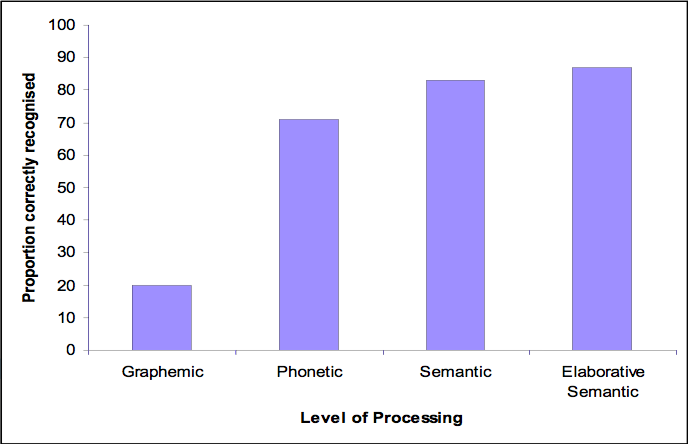 100
90
80
70
60
50
40
30
20
10
0
Proportion correctly recognised
Graphemic
Phonetic
Semantic
Elaborative
Semantic
Level of Processing